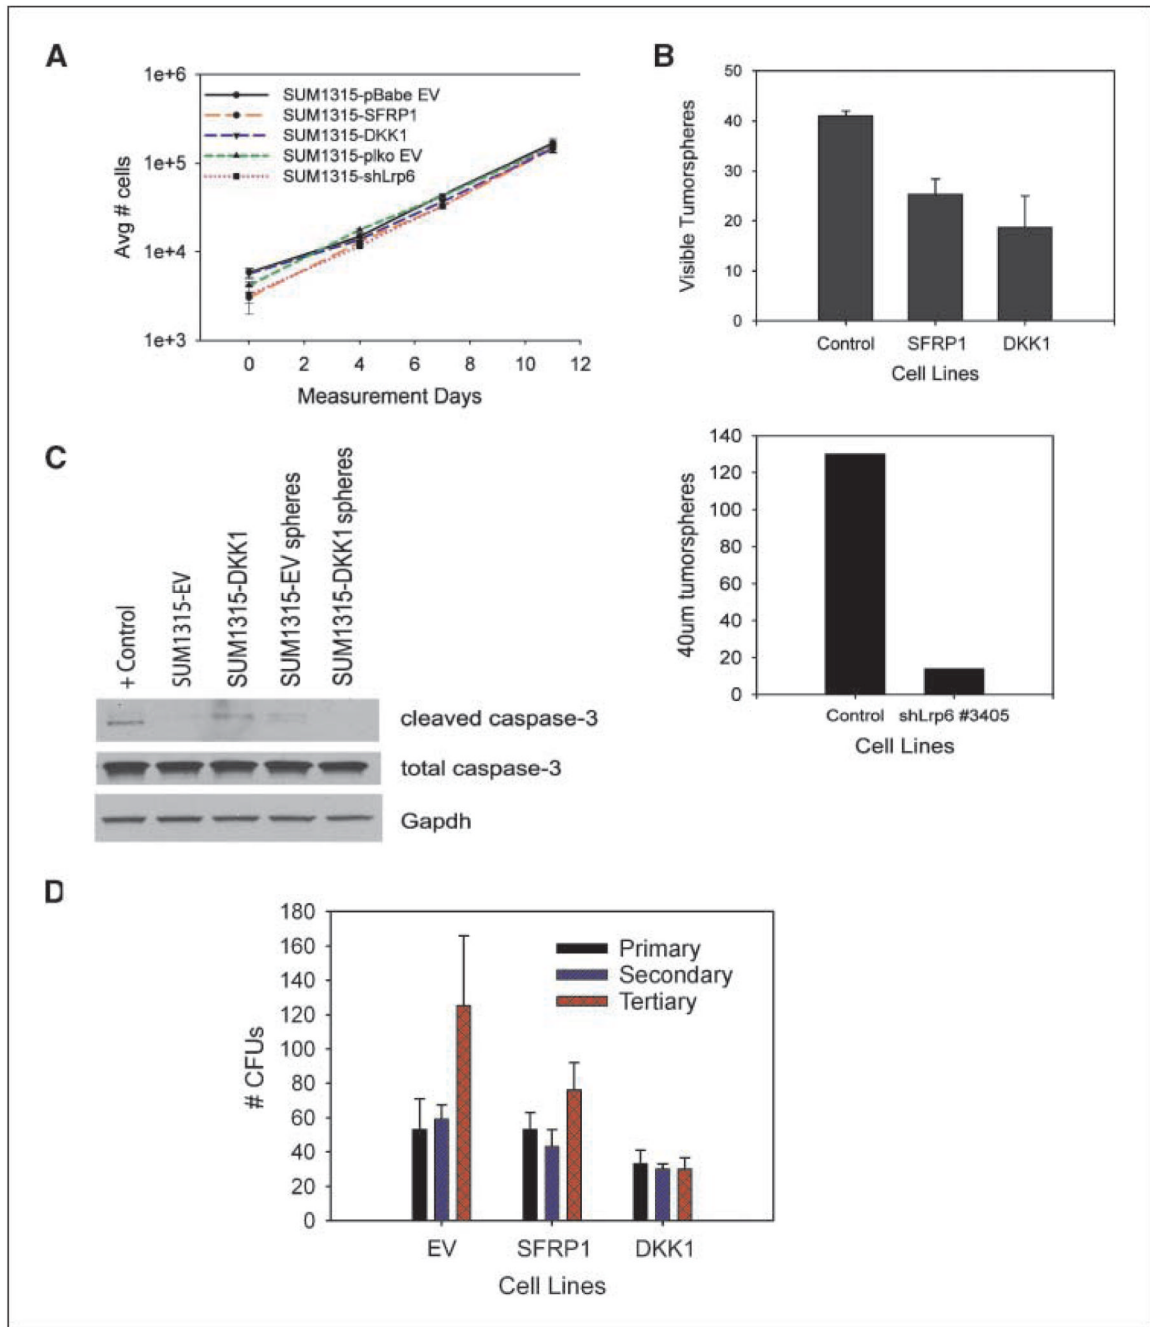 A
1e+6
1e+5
1e+4
1e+3
Avg # cells
SUM1315-pBabe EV
SUM1315-SFRP1
SUM1315-DKK1
SUM1315-plko EV
SUM1315-shLrp6
0 2 4 6 8 10 12
Measurement Days
B
50
40
30
20
10
0
Visible Tumorspheres
Control SFRP1 DKK1
Cell Lines
140
120
100
80
60
40
20
0
40um tumorspheres
Control shLrp6 #3405
Cell Lines
C
+ Control
SUM1315-EV
SUM1315-DKK1
SUM1315-EV spheres
SUM1315-DKK1 spheres
cleaved caspase-3
total caspase-3
Gapdh
D
180
160
140
120
100
80
60
40
20
0
# CFUs
Primary
Secondary
Tertiary
EV SFRP1 DKK1
Cell Lines